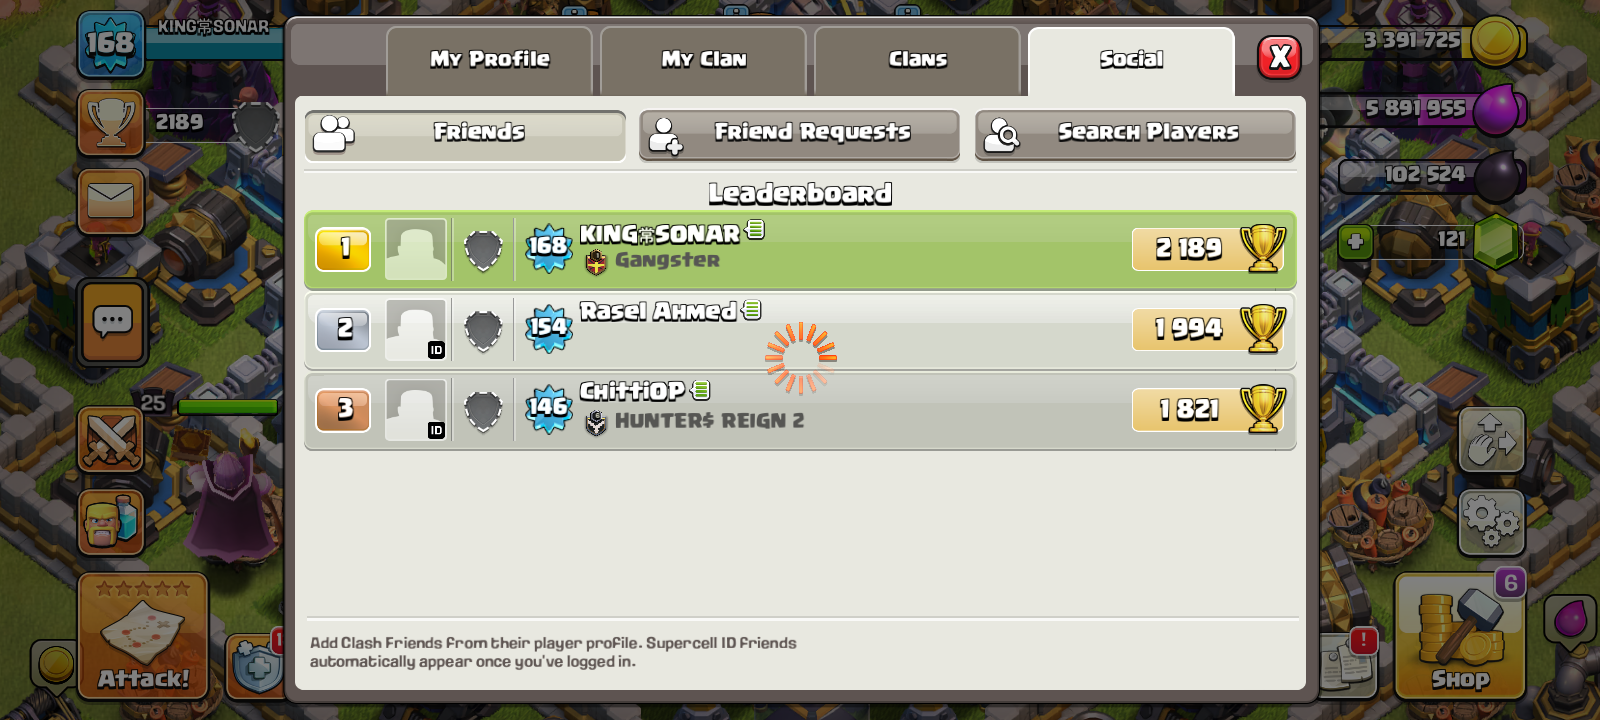 168
KING常SONAR
2189
My Profile
My Clan
Clans
Social
X
3 391 725
5 891 955
102 524
121
Friends
Friend Requests
Search Players
Leaderboard
1
168
KING常SONAR
Gangster
2 189
2
ID
154
Rasel Ahmed
1 994
3
ID
146
ChittiOP
HUNTER$ REIGN 2
1 821
25
Add Clash Friends from their player profile. Supercell ID friends
automatically appear once you've logged in.
Attack!
1
!
6
Shop